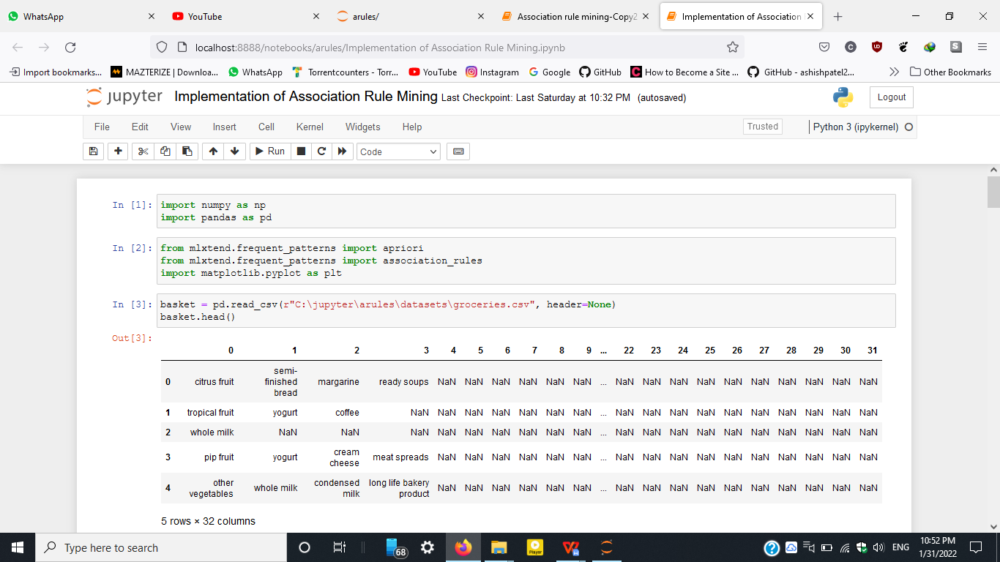 WhatsApp
YouTube
arules/
Association rule mining-Copy2
Implementation of Association
localhost:8888/notebooks/arules/Implementation of Association Rule Mining.ipynb
Import bookmarks... MAZTERIZE | Downloa... WhatsApp Torrentcounters - Torr... YouTube Instagram Google GitHub How to Become a Site ... GitHub - ashishpatel2... Other Bookmarks
jupyter Implementation of Association Rule Mining Last Checkpoint: Last Saturday at 10:32 PM (autosaved) Logout
File Edit View Insert Cell Kernel Widgets Help Trusted Python 3 (ipykernel)
Run Code
In [1]: import numpy as np
import pandas as pd
In [2]: from mlxtend.frequent_patterns import apriori
from mlxtend.frequent_patterns import association_rules
import matplotlib.pyplot as plt
In [3]: basket = pd.read_csv(r"C:\jupyter\arules\datasets\groceries.csv", header=None)
basket.head()
Out[3]:
0 1 2 3 4 5 6 7 8 9 ... 22 23 24 25 26 27 28 29 30 31
0 citrus fruit semi-finished bread margarine ready soups NaN NaN NaN NaN NaN NaN ... NaN NaN NaN NaN NaN NaN NaN NaN NaN NaN
1 tropical fruit yogurt coffee NaN NaN NaN NaN NaN NaN NaN ... NaN NaN NaN NaN NaN NaN NaN NaN NaN NaN
2 whole milk NaN NaN NaN NaN NaN NaN NaN NaN NaN ... NaN NaN NaN NaN NaN NaN NaN NaN NaN NaN
3 pip fruit yogurt cream cheese meat spreads NaN NaN NaN NaN NaN NaN ... NaN NaN NaN NaN NaN NaN NaN NaN NaN NaN
4 other vegetables whole milk condensed milk long life bakery product NaN NaN NaN NaN NaN NaN ... NaN NaN NaN NaN NaN NaN NaN NaN NaN NaN
5 rows × 32 columns
Type here to search
68
Player
ENG
10:52 PM
1/31/2022